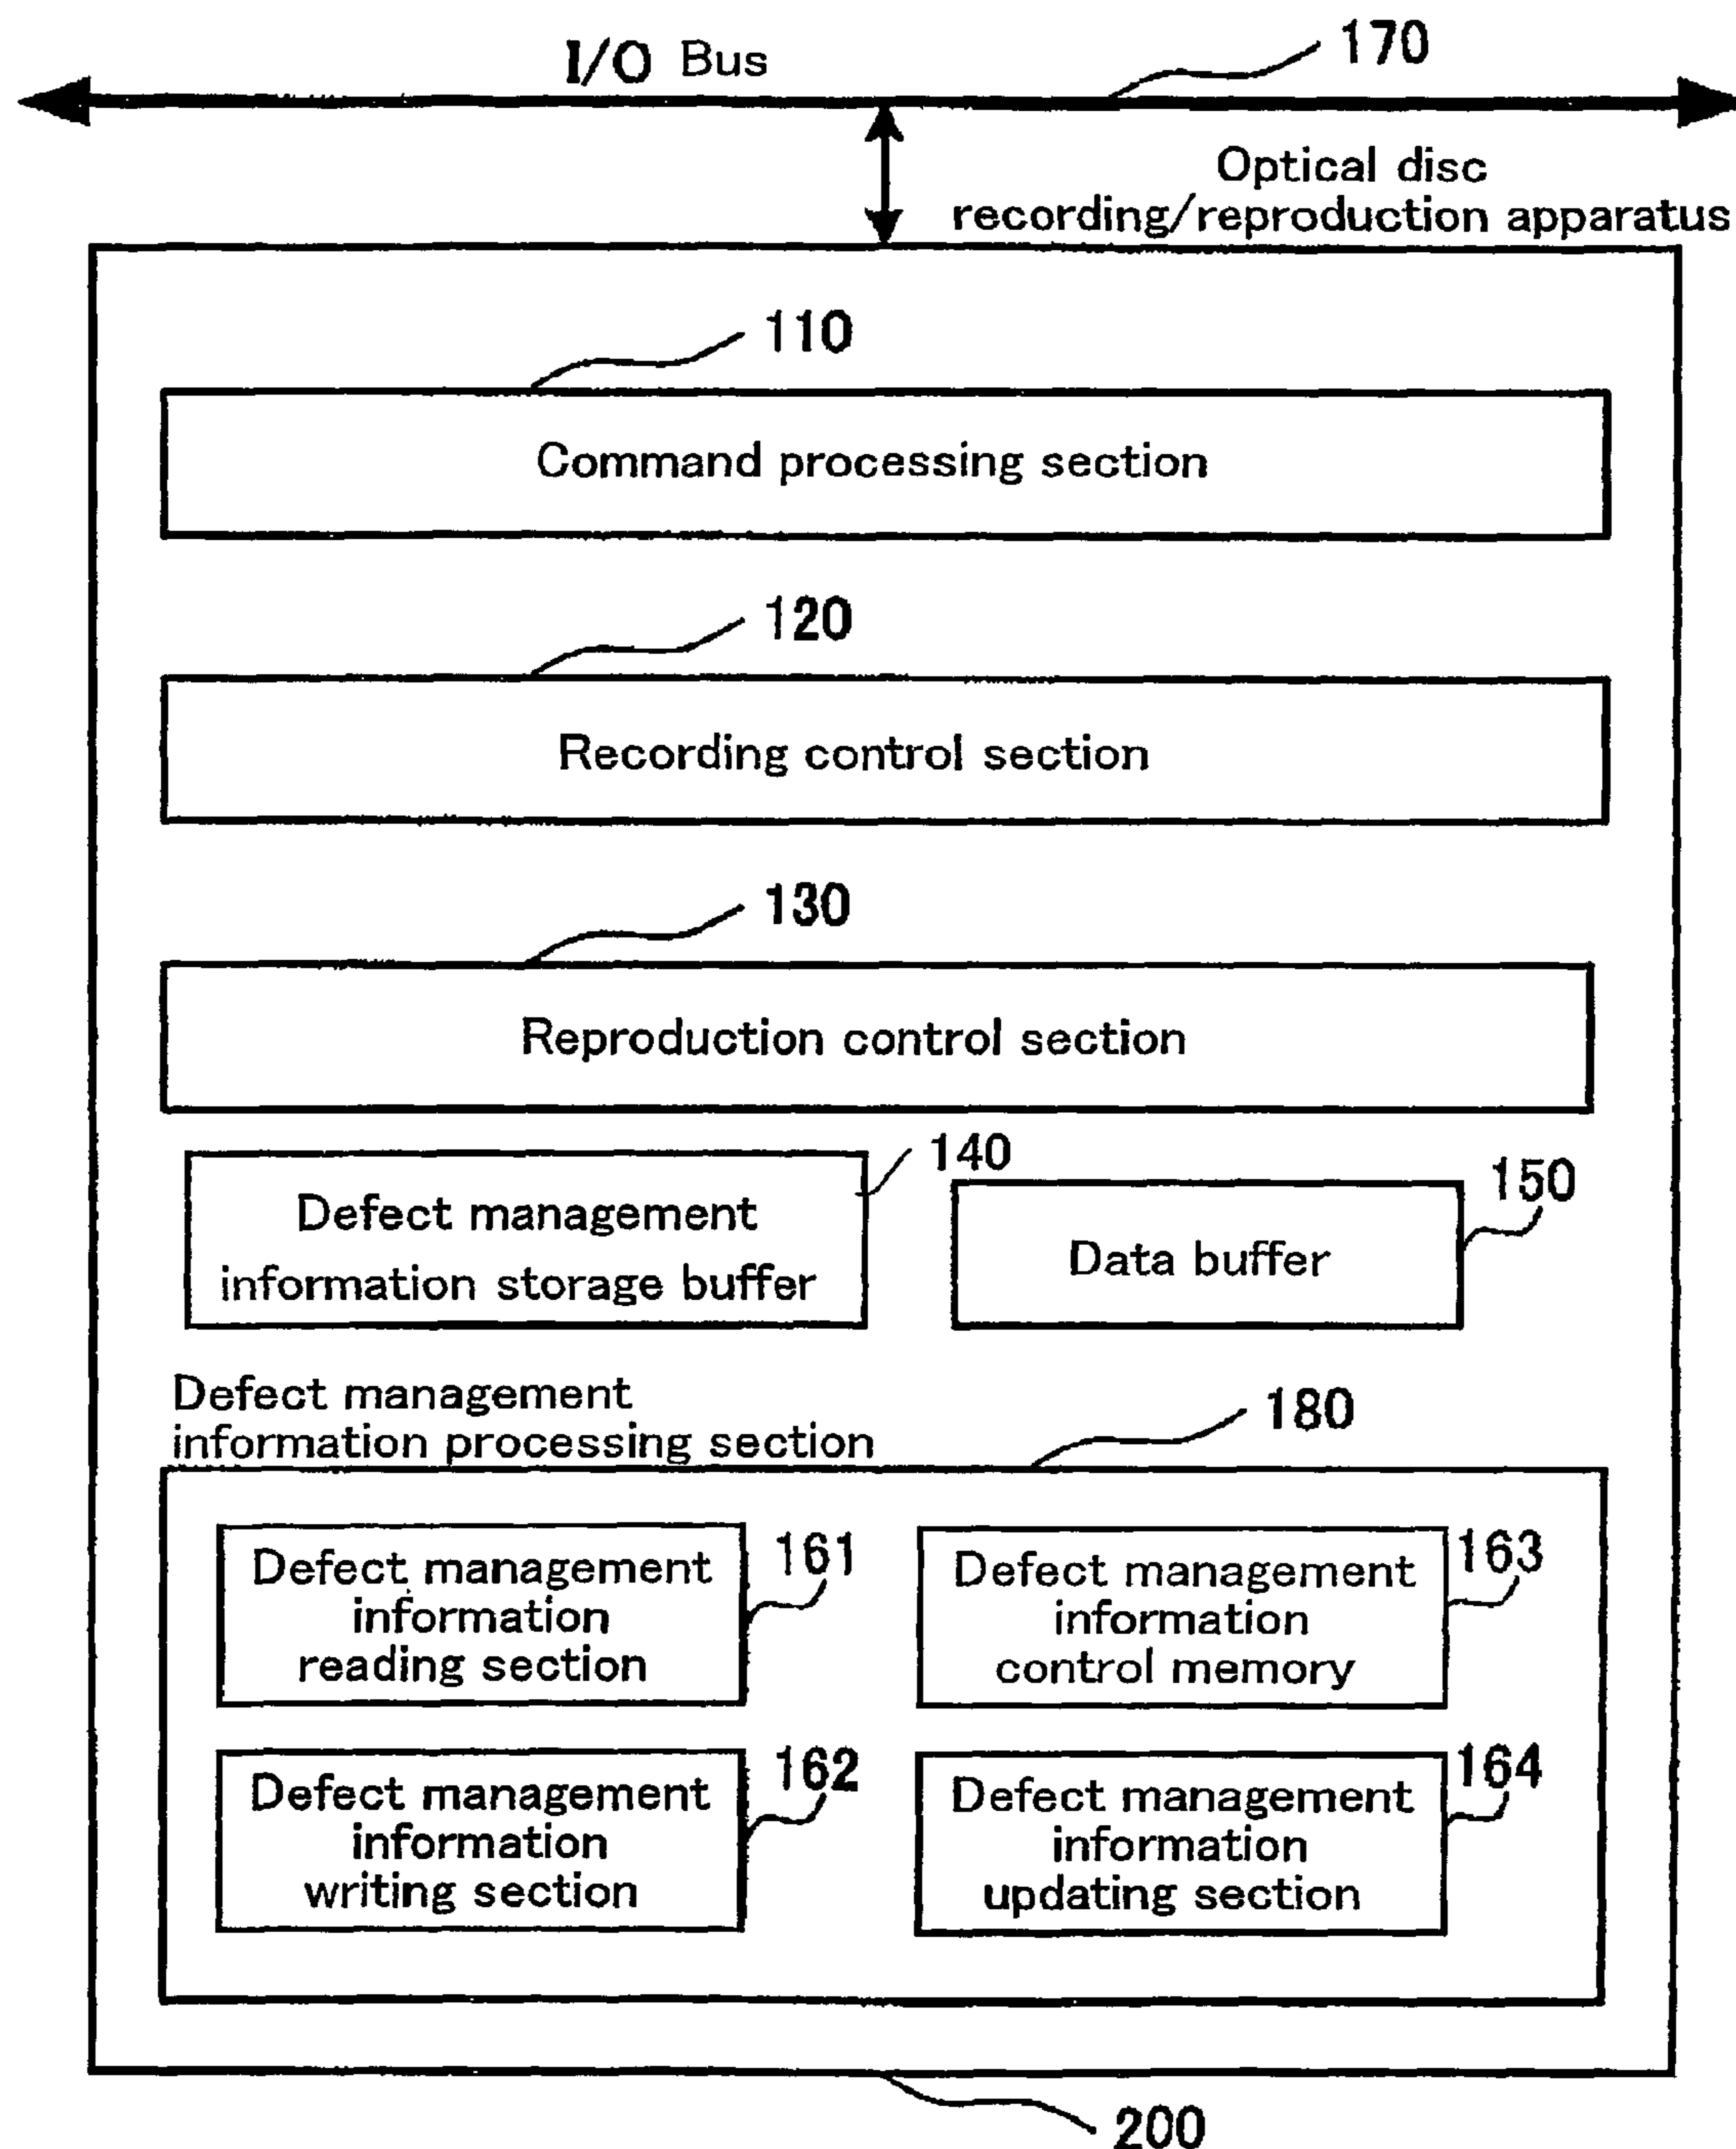 I/O Bus
170
Optical disc
recording/reproduction apparatus
110
Command processing section
120
Recording control section
130
Reproduction control section
140
Defect management
information storage buffer
150
Data buffer
Defect management
information processing section
180
Defect management
information
reading section
161
Defect management
information
control memory
163
Defect management
information
writing section
162
Defect management
information
updating section
164
200